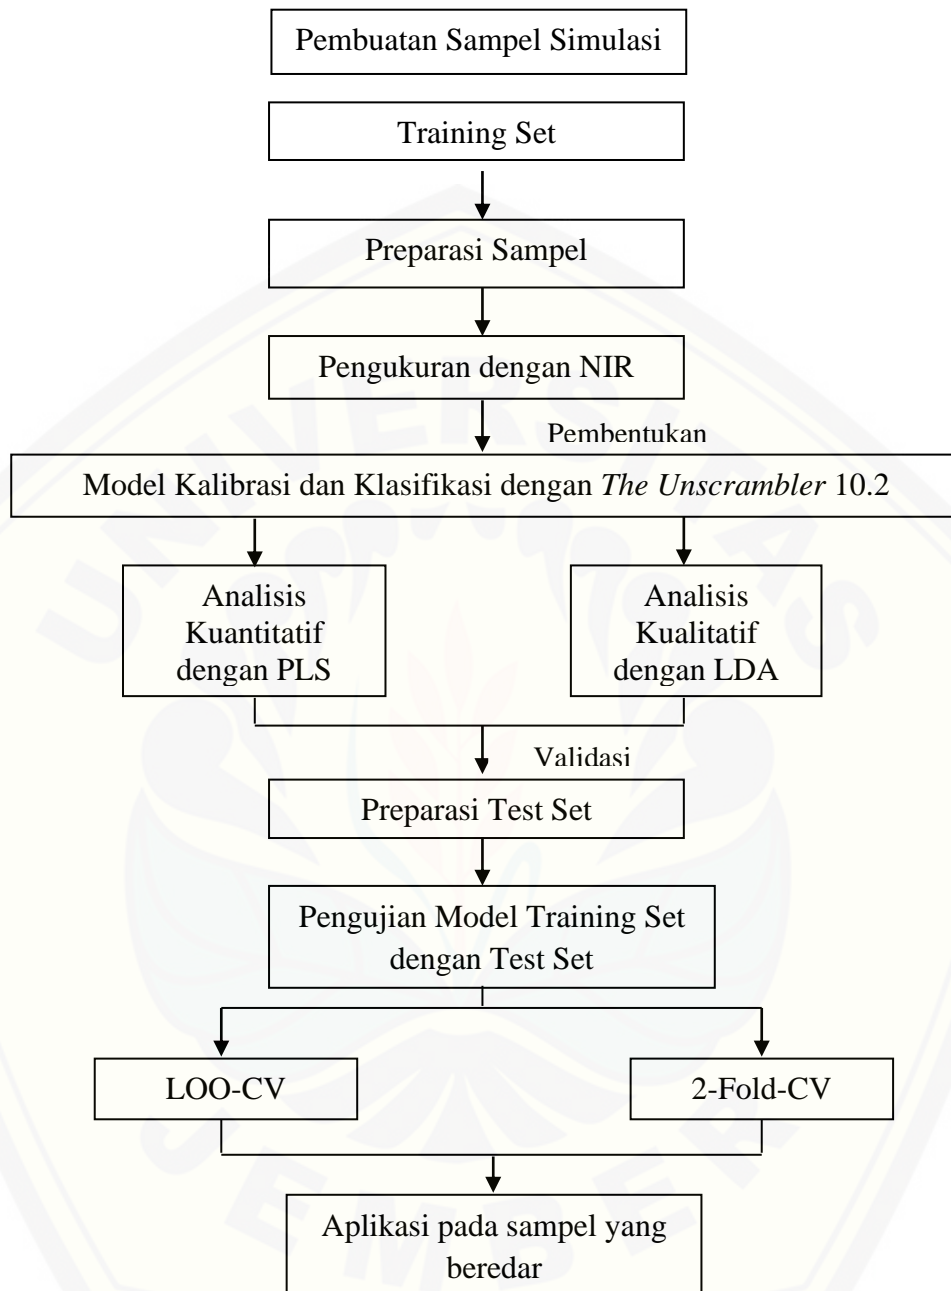 Pembuatan Sampel Simulasi
Training Set
Preparasi Sampel
Pengukuran dengan NIR
Pembentukan
Model Kalibrasi dan Klasifikasi dengan The Unscrambler 10.2
Analisis
Kuantitatif
dengan PLS
Analisis
Kualitatif
dengan LDA
Validasi
Preparasi Test Set
Pengujian Model Training Set
dengan Test Set
LOO-CV
2-Fold-CV
Aplikasi pada sampel yang
beredar
UNIVERSITAS
JEMBER